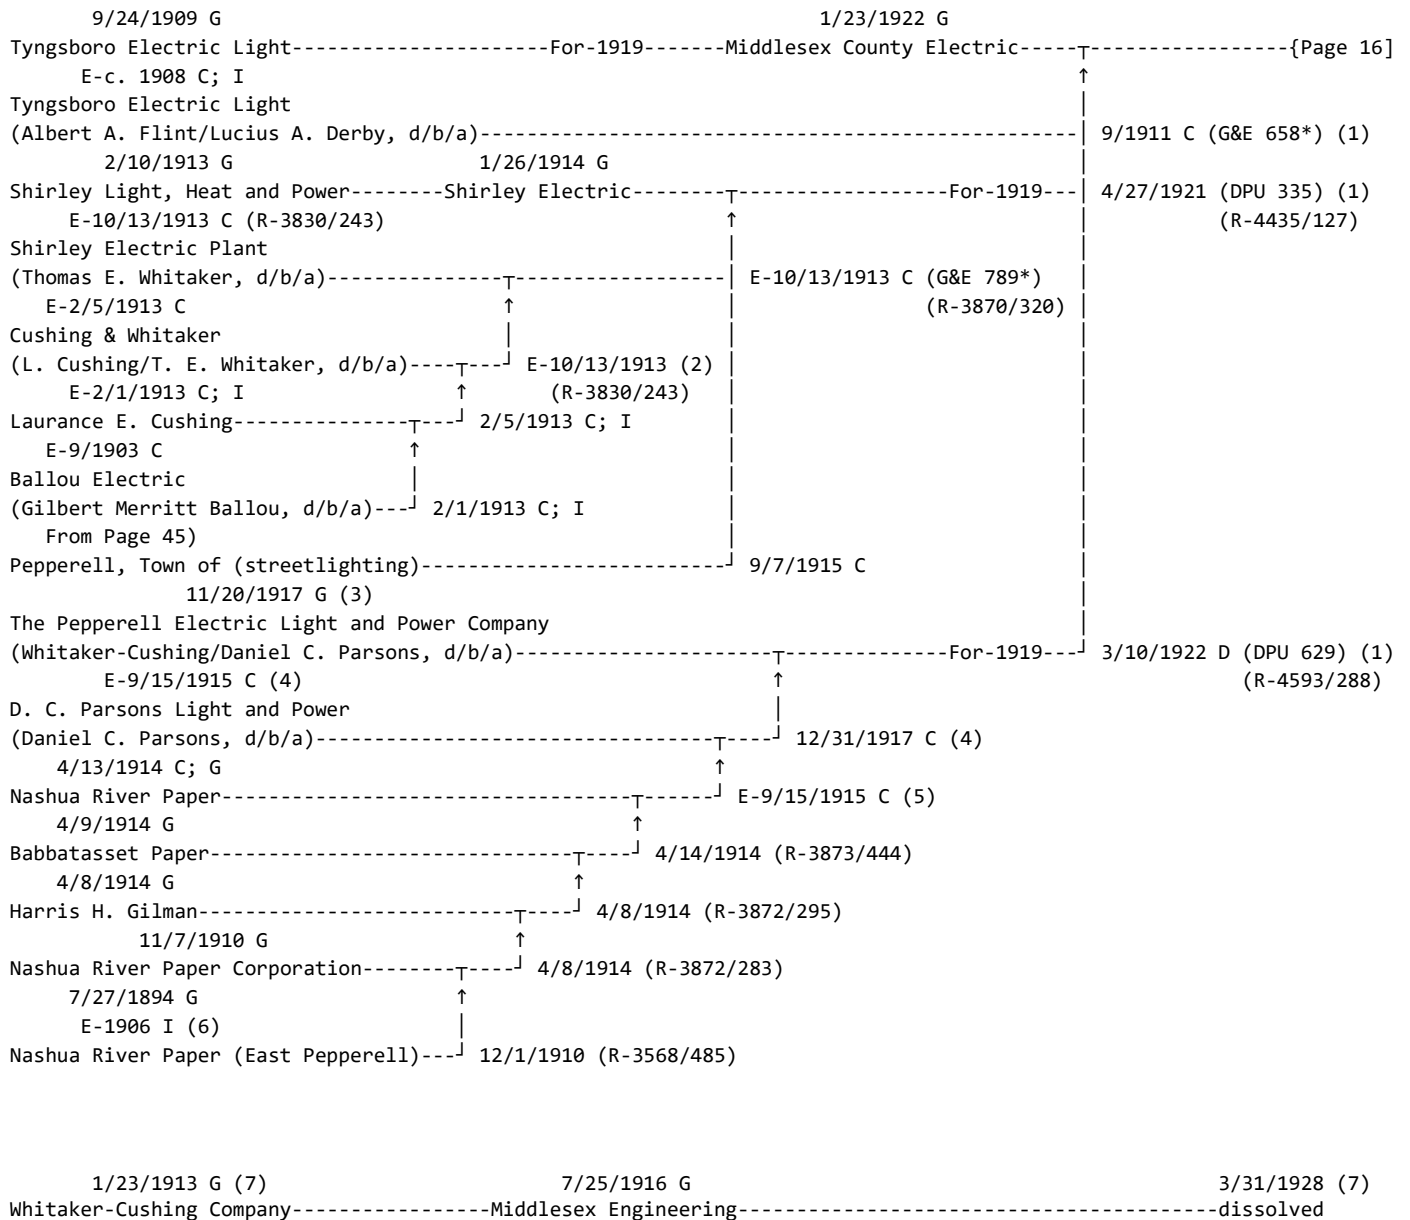 9/24/1909 G                                                  1/23/1922 G
Tyngsboro Electric Light----------------------For-1919-------Middlesex County Electric-----┬-----------------{Page 16]
      E-c. 1908 C; I                                                                       ↑
Tyngsboro Electric Light                                                                   │
(Albert A. Flint/Lucius A. Derby, d/b/a)---------------------------------------------------│ 9/1911 C (G&E 658*) (1)
        2/10/1913 G                     1/26/1914 G                                        │
Shirley Light, Heat and Power--------Shirley Electric--------┬------------------For-1919---│ 4/27/1921 (DPU 335) (1)
     E-10/13/1913 C (R-3830/243)                             ↑                             │           (R-4435/127)
Shirley Electric Plant                                       │                             │
(Thomas E. Whitaker, d/b/a)---------------┬------------------│ E-10/13/1913 C (G&E 789*)   │
   E-2/5/1913 C                           ↑                  │                (R-3870/320) │
Cushing & Whitaker                        │                  │                             │
(L. Cushing/T. E. Whitaker, d/b/a)----┬---┘ E-10/13/1913 (2) │                             │
     E-2/1/1913 C; I                  ↑       (R-3830/243)   │                             │
Laurance E. Cushing---------------┬---┘ 2/5/1913 C; I        │                             │
   E-9/1903 C                     ↑                          │                             │
Ballou Electric                   │                          │                             │
(Gilbert Merritt Ballou, d/b/a)---┘ 2/1/1913 C; I            │                             │
   From Page 45)                                             │                             │
Pepperell, Town of (streetlighting)--------------------------┘ 9/7/1915 C                  │
               11/20/1917 G (3)                                                            │
The Pepperell Electric Light and Power Company                                             │
(Whitaker-Cushing/Daniel C. Parsons, d/b/a)----------------------┬--------------For-1919---┘ 3/10/1922 D (DPU 629) (1)
        E-9/15/1915 C (4)                                        ↑                                       (R-4593/288)
D. C. Parsons Light and Power                                    │
(Daniel C. Parsons, d/b/a)----------------------------------┬----┘ 12/31/1917 C (4)
    4/13/1914 C; G                                          ↑
Nashua River Paper-----------------------------------┬------┘ E-9/15/1915 C (5)
    4/9/1914 G                                       ↑
Babbatasset Paper-------------------------------┬----┘ 4/14/1914 (R-3873/444)
    4/8/1914 G                                  ↑
Harris H. Gilman---------------------------┬----┘ 4/8/1914 (R-3872/295)
           11/7/1910 G                     ↑
Nashua River Paper Corporation--------┬----┘ 4/8/1914 (R-3872/283)
     7/27/1894 G                      ↑
      E-1906 I (6)                    │
Nashua River Paper (East Pepperell)---┘ 12/1/1910 (R-3568/485)
       1/23/1913 G (7)                         7/25/1916 G                                             3/31/1928 (7)
Whitaker-Cushing Company-----------------Middlesex Engineering-----------------------------------------dissolved